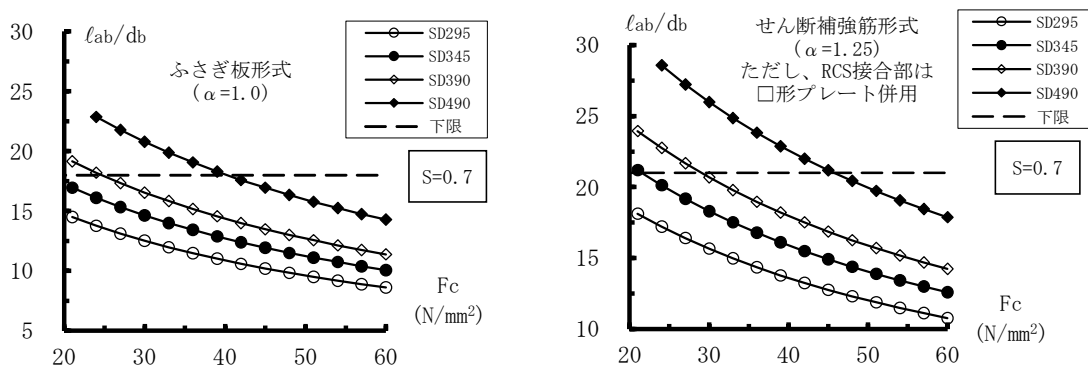 ℓab/db
30
25
20
15
10
5
20
30
40
50
60
ふさぎ板形式
(α=1.0)
SD295
SD345
SD390
SD490
下限
S=0.7
Fc
(N/mm²)
ℓab/db
30
25
20
15
10
20
30
40
50
60
せん断補強筋形式
(α=1.25)
ただし、RCS接合部は
□形プレート併用
SD295
SD345
SD390
SD490
下限
S=0.7
Fc
(N/mm²)